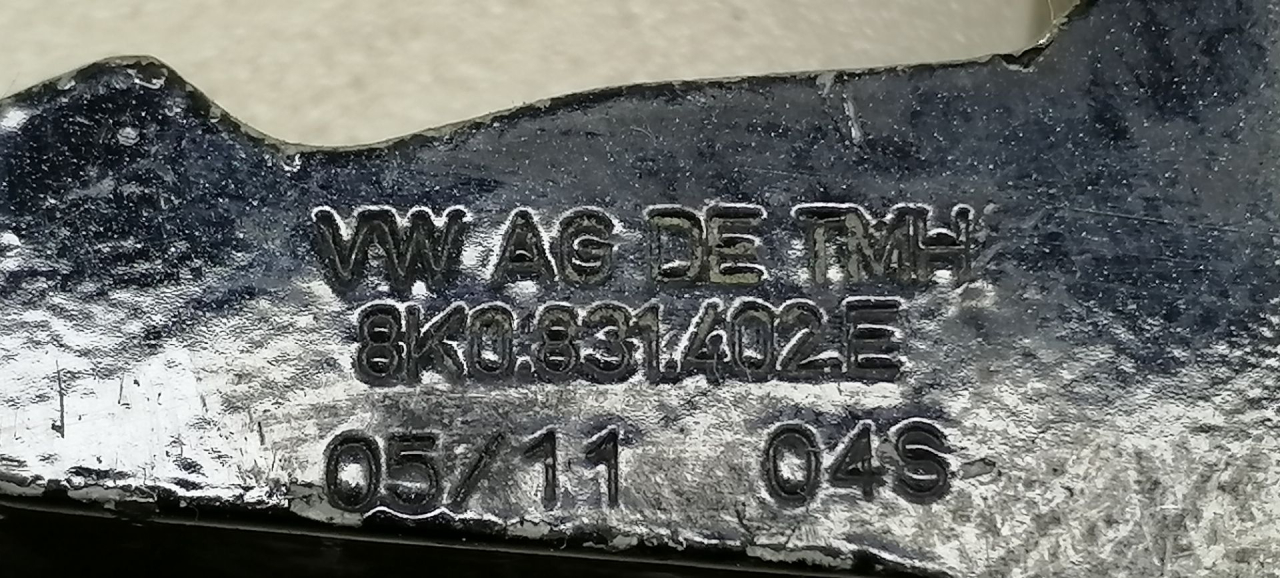 VW AG DE TMH
8K0.831.402.E
05/11 04S